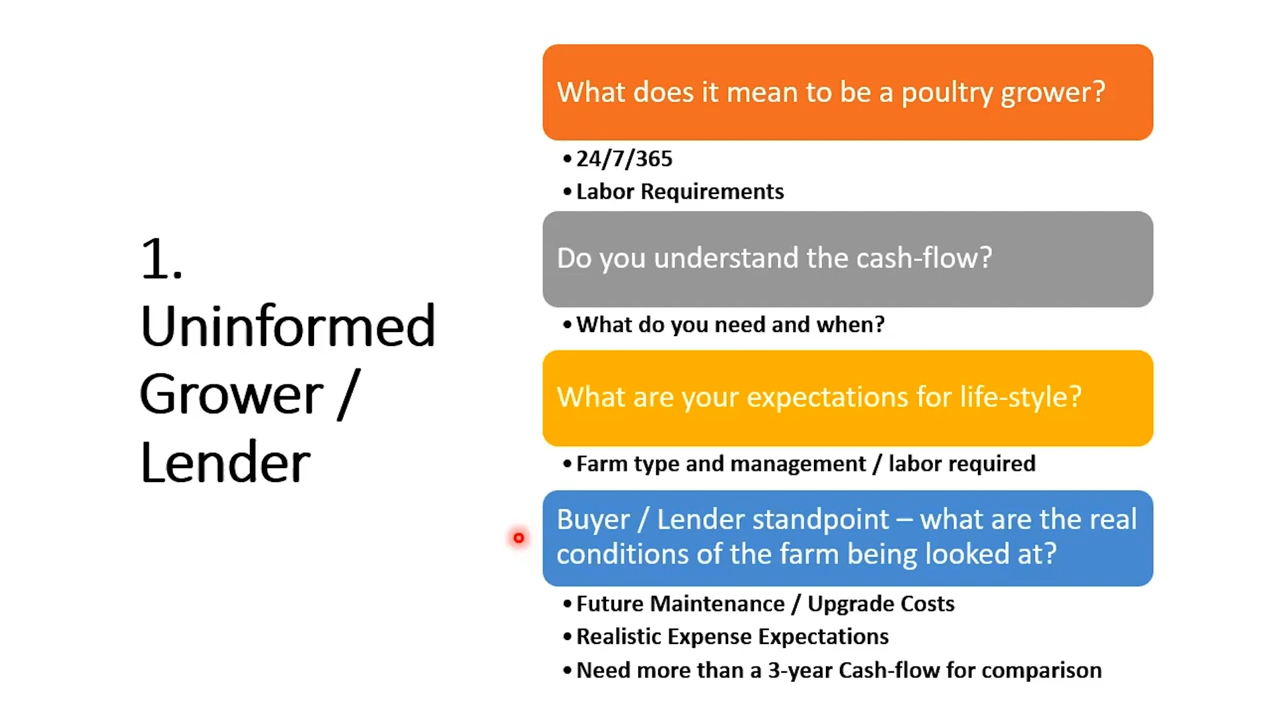 1.
Uninformed
Grower /
Lender
What does it mean to be a poultry grower?
•24/7/365
•Labor Requirements
Do you understand the cash-flow?
•What do you need and when?
What are your expectations for life-style?
•Farm type and management / labor required
Buyer / Lender standpoint – what are the real
conditions of the farm being looked at?
•Future Maintenance / Upgrade Costs
•Realistic Expense Expectations
•Need more than a 3-year Cash-flow for comparison